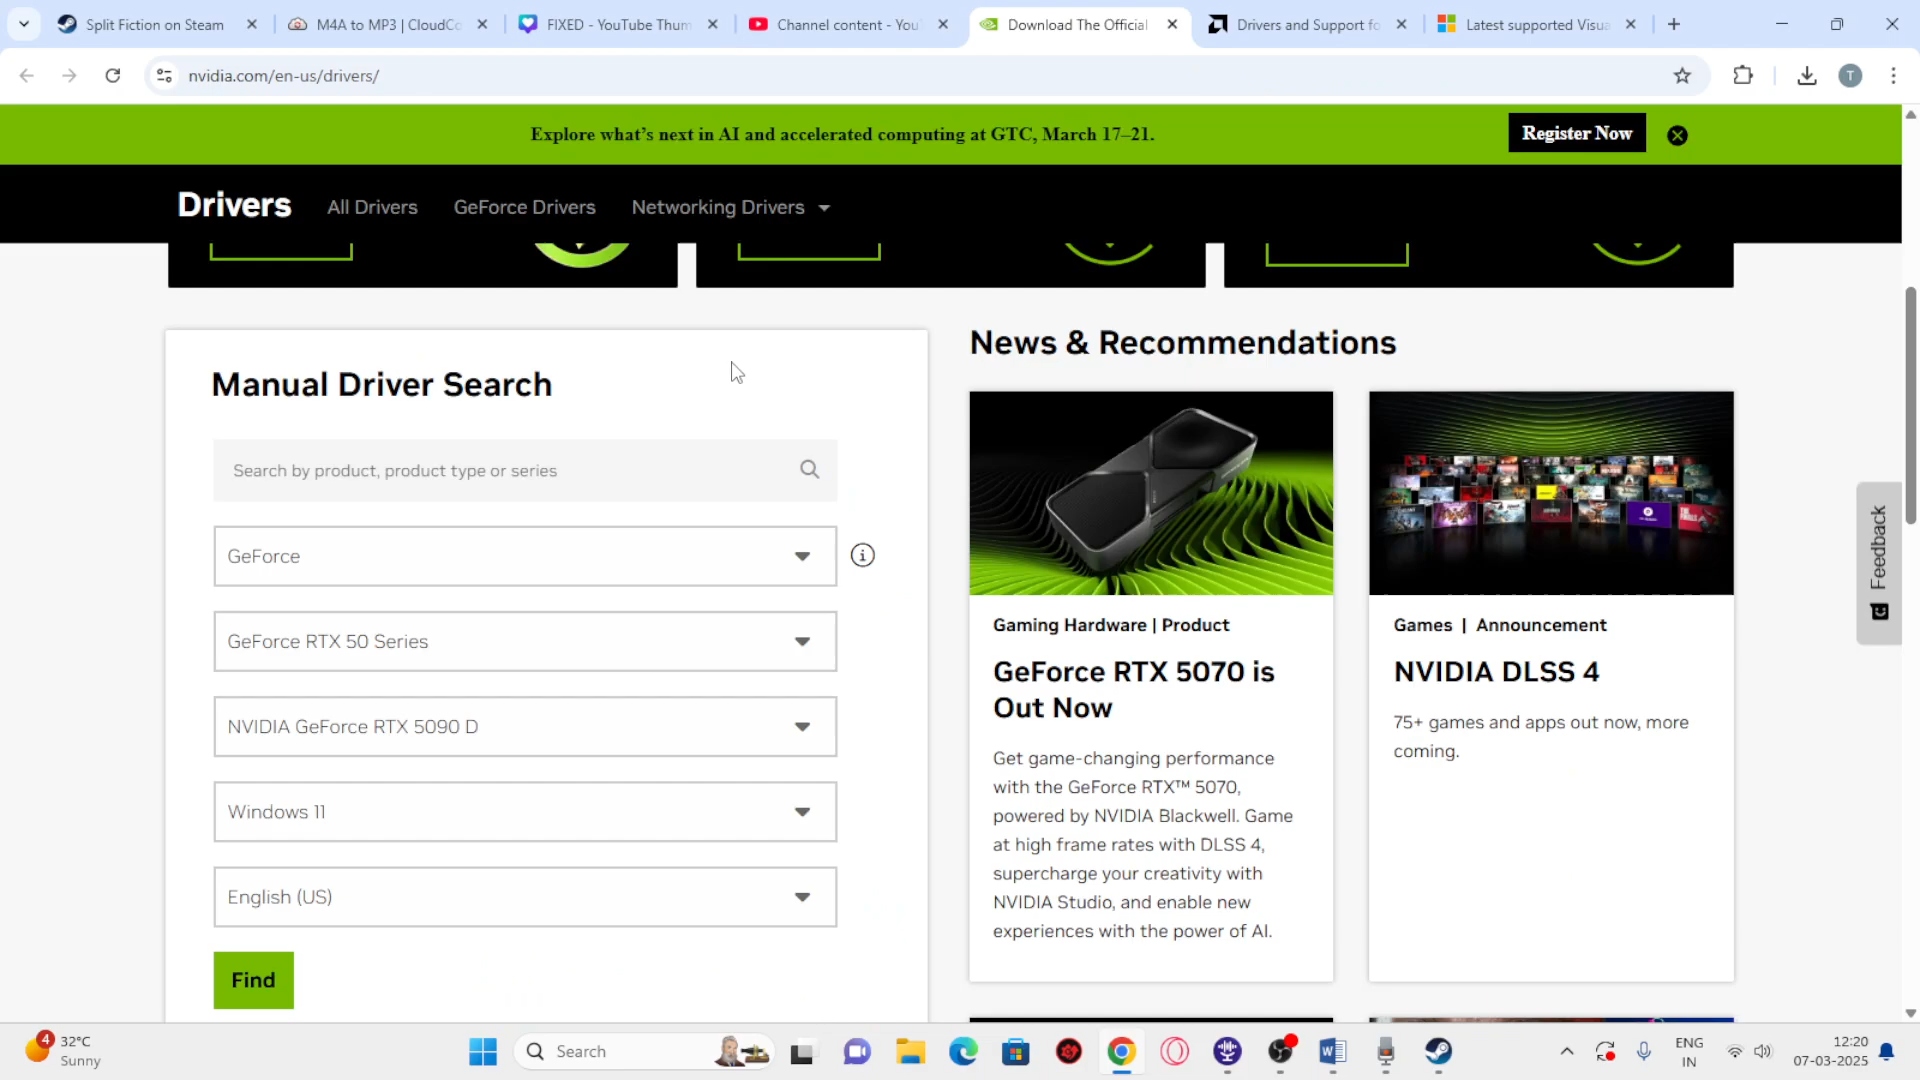 Split Fiction on Steam
M4A to MP3 | CloudCo
FIXED - YouTube Thum
Channel content - You
Download The Official
Drivers and Support fo
Latest supported Visua
nvidia.com/en-us/drivers/
T
Explore what's next in AI and accelerated computing at GTC, March 17–21.
Register Now
Drivers
All Drivers
GeForce Drivers
Networking Drivers
Manual Driver Search
Search by product, product type or series
GeForce
GeForce RTX 50 Series
NVIDIA GeForce RTX 5090 D
Windows 11
English (US)
Find
News & Recommendations
Gaming Hardware | Product
GeForce RTX 5070 is
Out Now
Get game-changing performance
with the GeForce RTX™ 5070,
powered by NVIDIA Blackwell. Game
at high frame rates with DLSS 4,
supercharge your creativity with
NVIDIA Studio, and enable new
experiences with the power of AI.
Games | Announcement
NVIDIA DLSS 4
75+ games and apps out now, more
coming.
Feedback
4
32°C
Sunny
Search
ENG
IN
12:20
07-03-2025